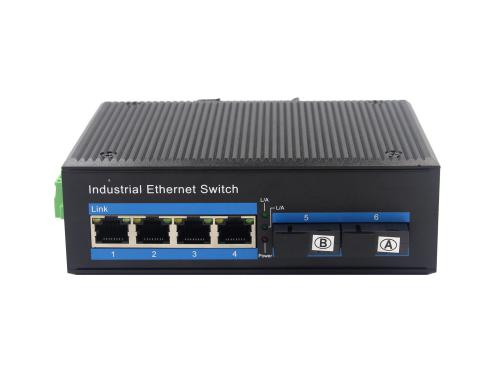 Industrial Ethernet Switch
Link
L/A
L/A
5 6
B A
1 2 3 4
Power